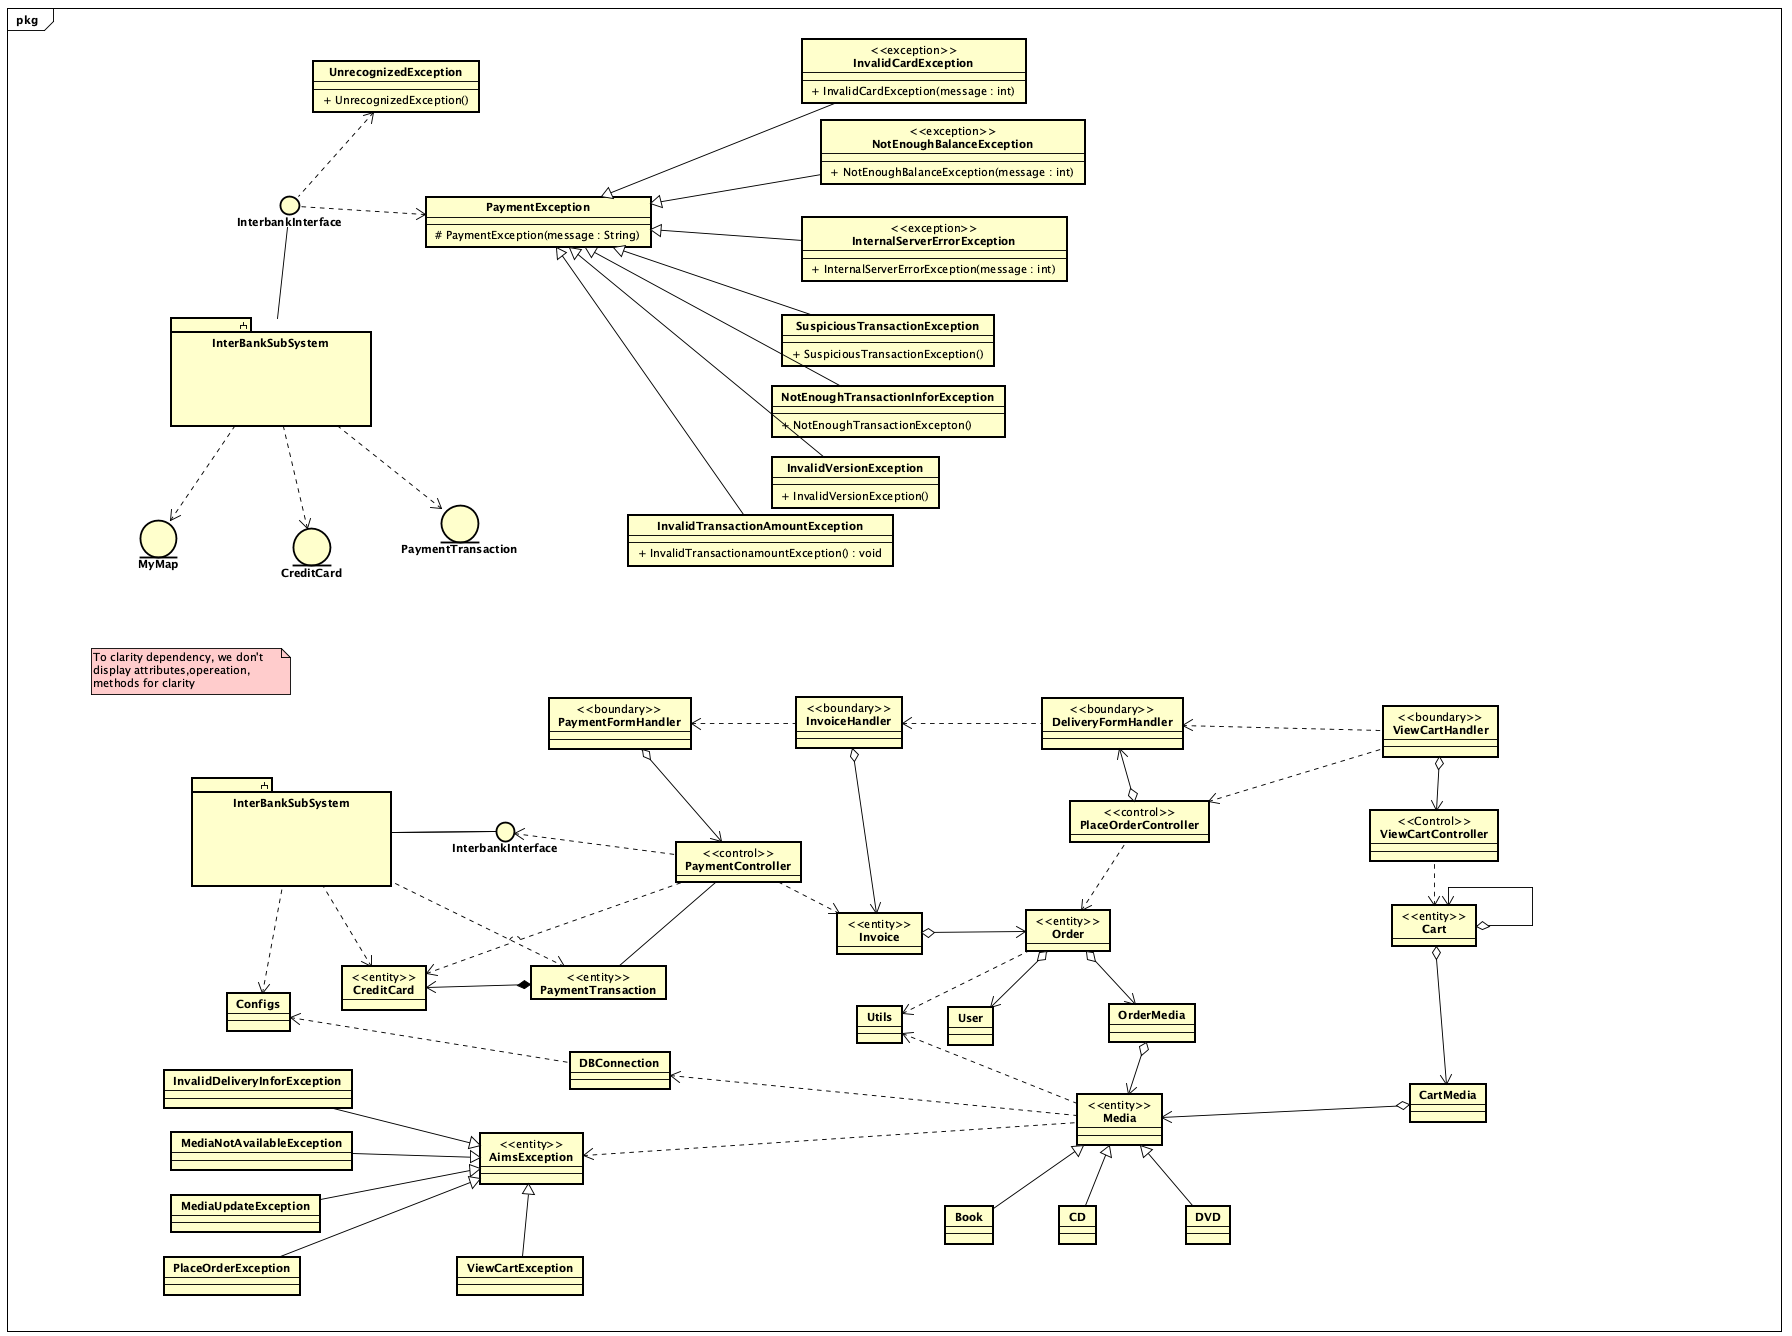 pkg
<<exception>>
InvalidCardException
+ InvalidCardException(message : int)
UnrecognizedException
+ UnrecognizedException()
<<exception>>
NotEnoughBalanceException
+ NotEnoughBalanceException(message : int)
InterbankInterface
PaymentException
# PaymentException(message : String)
<<exception>>
InternalServerErrorException
+ InternalServerErrorException(message : int)
InterBankSubSystem
SuspiciousTransactionException
+ SuspiciousTransactionException()
NotEnoughTransactionInforException
+ NotEnoughTransactionExcepton()
InvalidVersionException
+ InvalidVersionException()
InvalidTransactionAmountException
+ InvalidTransactionamountException() : void
MyMap
CreditCard
PaymentTransaction
To clarity dependency, we don't
display attributes,opereation,
methods for clarity
<<boundary>>
PaymentFormHandler
<<boundary>>
InvoiceHandler
<<boundary>>
DeliveryFormHandler
<<boundary>>
ViewCartHandler
InterBankSubSystem
InterbankInterface
<<control>>
PaymentController
<<control>>
PlaceOrderController
<<Control>>
ViewCartController
<<entity>>
Invoice
<<entity>>
Order
<<entity>>
Cart
<<entity>>
CreditCard
<<entity>>
PaymentTransaction
Configs
Utils
User
OrderMedia
DBConnection
InvalidDeliveryInforException
<<entity>>
Media
CartMedia
MediaNotAvailableException
<<entity>>
AimsException
MediaUpdateException
Book
CD
DVD
PlaceOrderException
ViewCartException